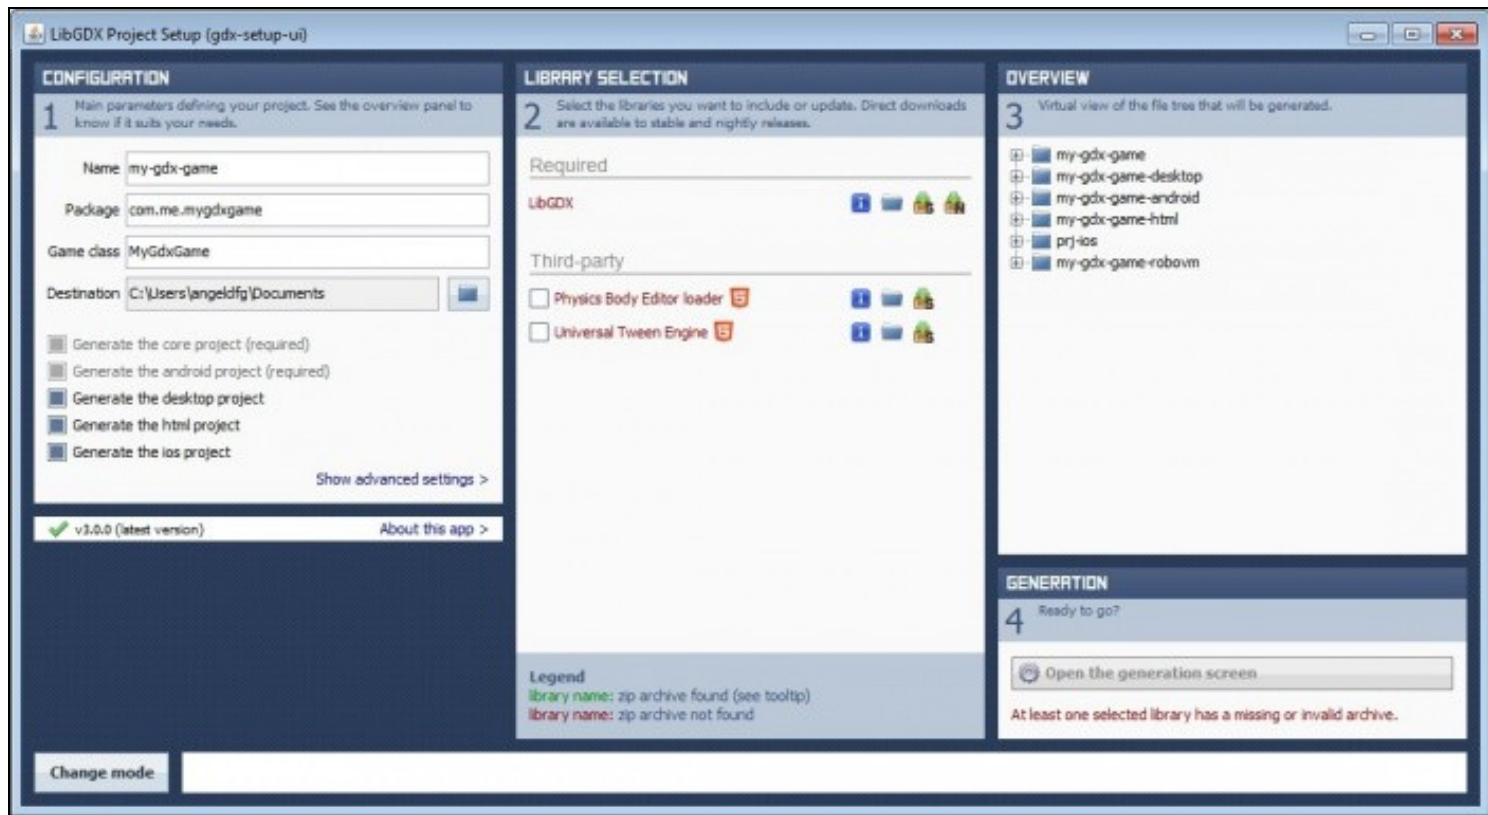 LibGDX Project Setup (gdx-setup-ui)
CONFIGURATION
1 Main parameters defining your project. See the overview panel to
know if it suits your needs.
Name my-gdx-game
Package com.me.mygdxgame
Game class MyGdxGame
Destination C:\Users\angeldfg\Documents
Generate the core project (required)
Generate the android project (required)
Generate the desktop project
Generate the html project
Generate the ios project
Show advanced settings >
v3.0.0 (latest version) About this app >
LIBRARY SELECTION
2 Select the libraries you want to include or update. Direct downloads
are available to stable and nightly releases.
Required
LibGDX
Third-party
Physics Body Editor loader
Universal Tween Engine
Legend
library name: zip archive found (see tooltip)
library name: zip archive not found
OVERVIEW
3 Virtual view of the file tree that will be generated.
my-gdx-game
my-gdx-game-desktop
my-gdx-game-android
my-gdx-game-html
prj-ios
my-gdx-game-robovm
GENERATION
4 Ready to go?
Open the generation screen
At least one selected library has a missing or invalid archive.
Change mode